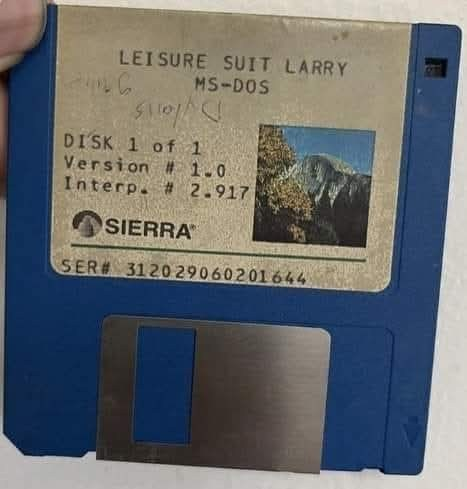 LEISURE SUIT LARRY
MS-DOS
DISK 1 of 1
Version # 1.0
Interp. # 2.917
SIERRA®
SER# 312029060201644